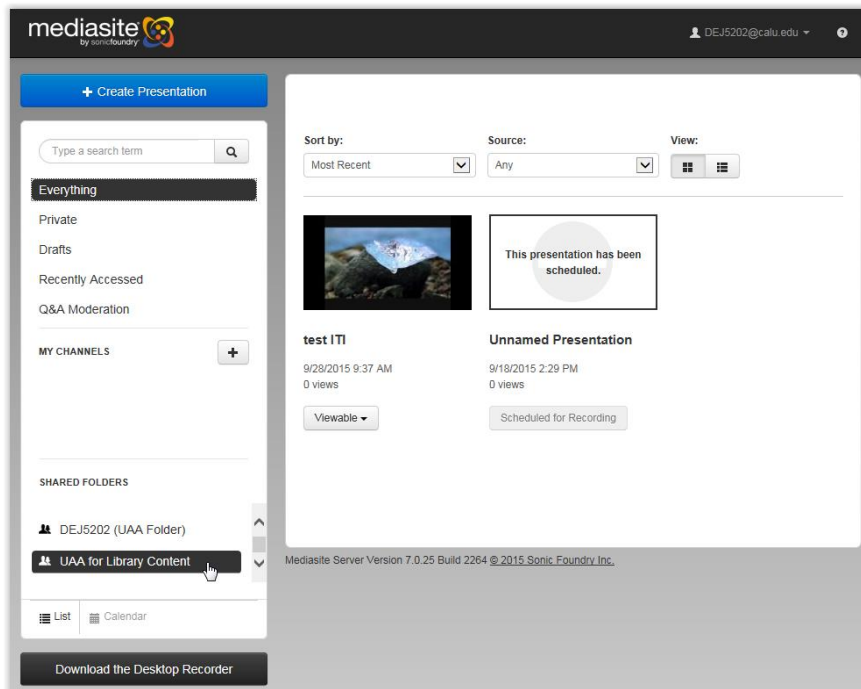 mediasite
by sonicfoundry
DEJ5202@calu.edu
?
+ Create Presentation
Type a search term
Everything
Private
Drafts
Recently Accessed
Q&A Moderation
MY CHANNELS
+
SHARED FOLDERS
DEJ5202 (UAA Folder)
UAA for Library Content
List
Calendar
Download the Desktop Recorder
Sort by:
Source:
View:
Most Recent
Any
This presentation has been
scheduled.
test ITI
9/28/2015 9:37 AM
0 views
Viewable
Unnamed Presentation
9/18/2015 2:29 PM
0 views
Scheduled for Recording
Mediasite Server Version 7.0.25 Build 2264 © 2015 Sonic Foundry Inc.